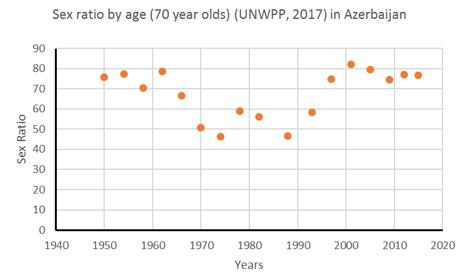 Sex ratio by age (70 year olds) (UNWPP, 2017) in Azerbaijan
90
80
70
60
50
40
30
20
10
0
Sex Ratio
1940 1950 1960 1970 1980 1990 2000 2010 2020
Years